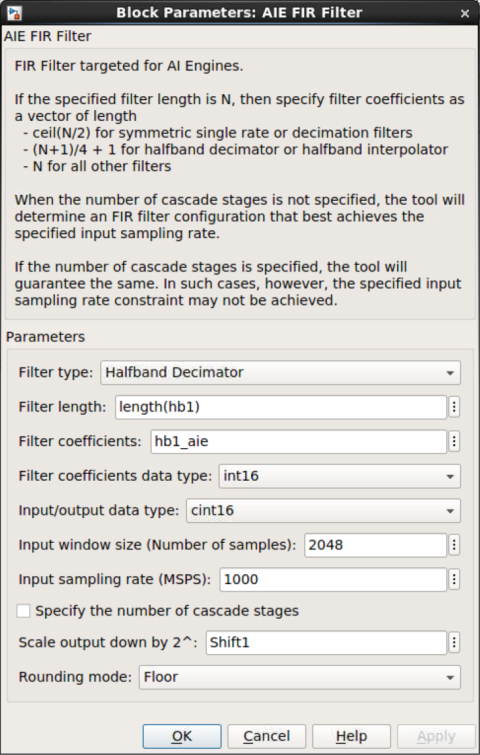 Block Parameters: AIE FIR Filter
AIE FIR Filter
FIR Filter targeted for AI Engines.
If the specified filter length is N, then specify filter coefficients as
a vector of length
- ceil(N/2) for symmetric single rate or decimation filters
- (N+1)/4 + 1 for halfband decimator or halfband interpolator
- N for all other filters
When the number of cascade stages is not specified, the tool will
determine an FIR filter configuration that best achieves the
specified input sampling rate.
If the number of cascade stages is specified, the tool will
guarantee the same. In such cases, however, the specified input
sampling rate constraint may not be achieved.
Parameters
Filter type: Halfband Decimator
Filter length: length(hb1)
Filter coefficients: hb1_aie
Filter coefficients data type: int16
Input/output data type: cint16
Input window size (Number of samples): 2048
Input sampling rate (MSPS): 1000
Specify the number of cascade stages
Scale output down by 2^: Shift1
Rounding mode: Floor
OK Cancel Help Apply